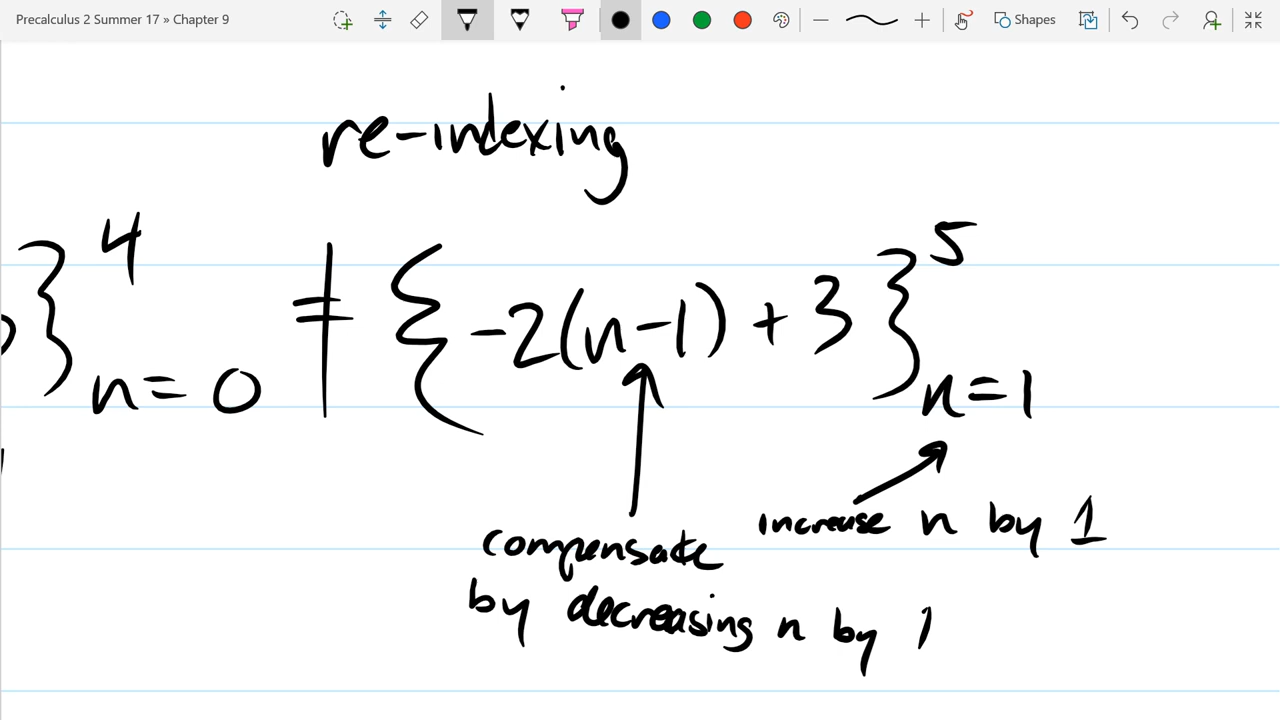 Precalculus 2 Summer 17 » Chapter 9
Shapes
re-indexing
}⁴ₙ₌₀ ≠ {-2(n-1) + 3}⁵ₙ₌₁
increase n by 1
compensate
by decreasing n by 1